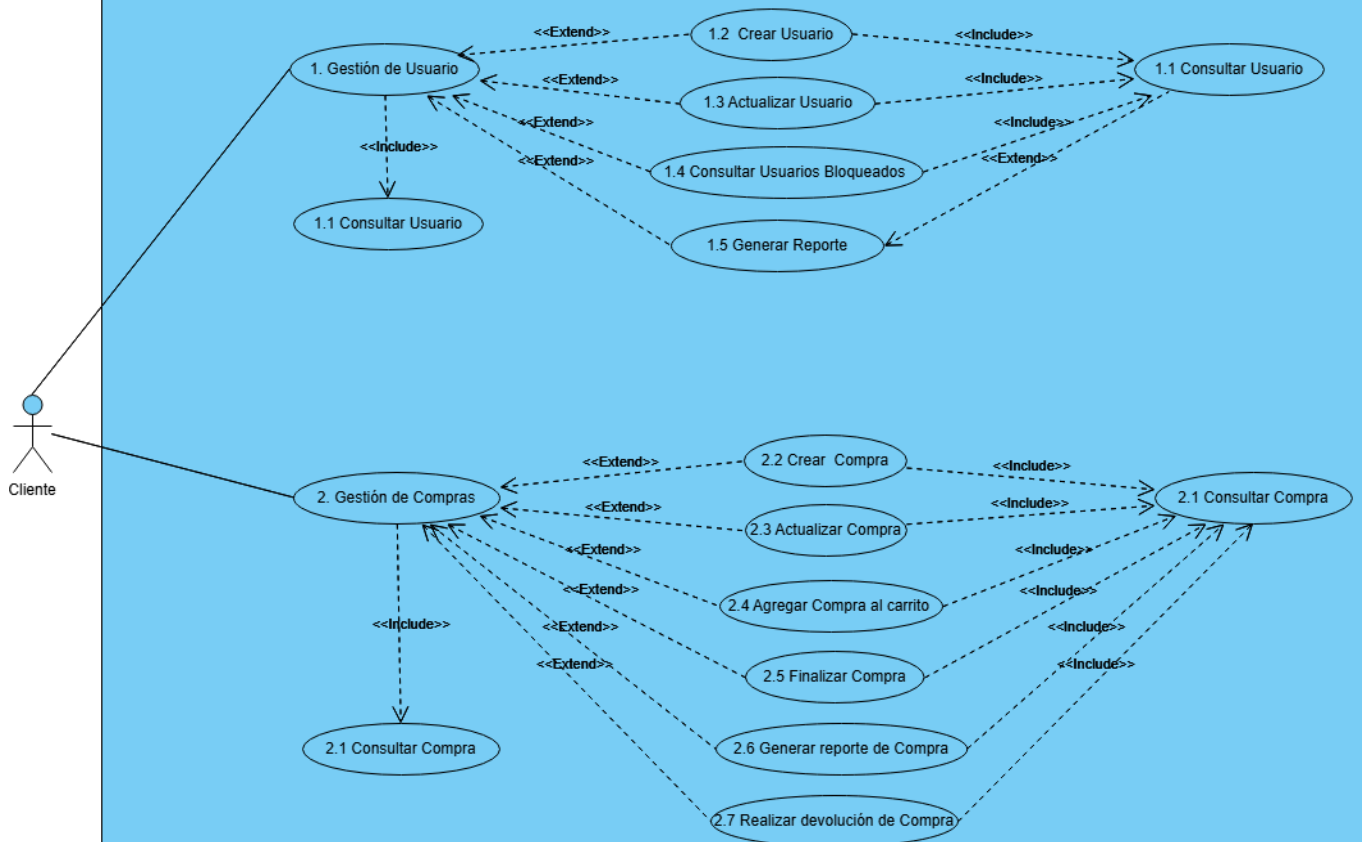 1.2 Crear Usuario
<<Extend>>
<<Include>>
1. Gestión de Usuario
1.1 Consultar Usuario
<<Extend>>
<<Include>>
1.3 Actualizar Usuario
<<Extend>>
<<Include>>
<<Include>>
<<Extend>>
<<Extend>>
1.4 Consultar Usuarios Bloqueados
1.1 Consultar Usuario
1.5 Generar Reporte
Cliente
2.2 Crear Compra
<<Extend>>
<<Include>>
2. Gestión de Compras
2.1 Consultar Compra
<<Extend>>
<<Include>>
2.3 Actualizar Compra
<<Extend>>
<<Include>>
<<Include>>
2.4 Agregar Compra al carrito
<<Include>>
<<Extend>>
<<Include>>
<<Extend>>
<<Include>>
2.5 Finalizar Compra
2.1 Consultar Compra
2.6 Generar reporte de Compra
2.7 Realizar devolución de Compra